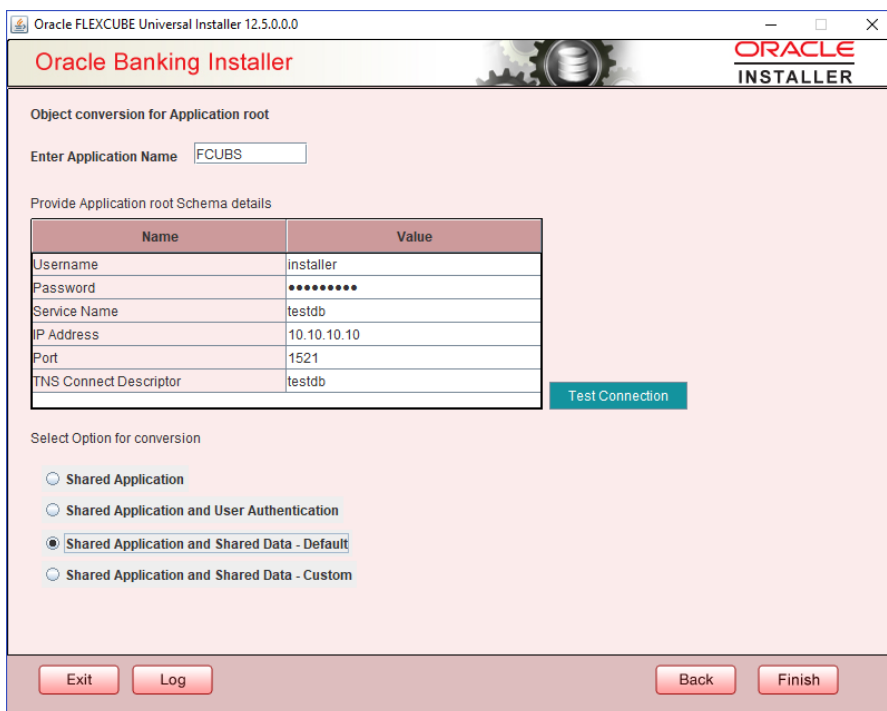 Oracle FLEXCUBE Universal Installer 12.5.0.0.0
Oracle Banking Installer
ORACLE
INSTALLER
Object conversion for Application root
Enter Application Name FCUBS
Provide Application root Schema details
Name Value
Username installer
Password •••••••••
Service Name testdb
IP Address 10.10.10.10
Port 1521
TNS Connect Descriptor testdb
Test Connection
Select Option for conversion
Shared Application
Shared Application and User Authentication
Shared Application and Shared Data - Default
Shared Application and Shared Data - Custom
Exit Log Back Finish